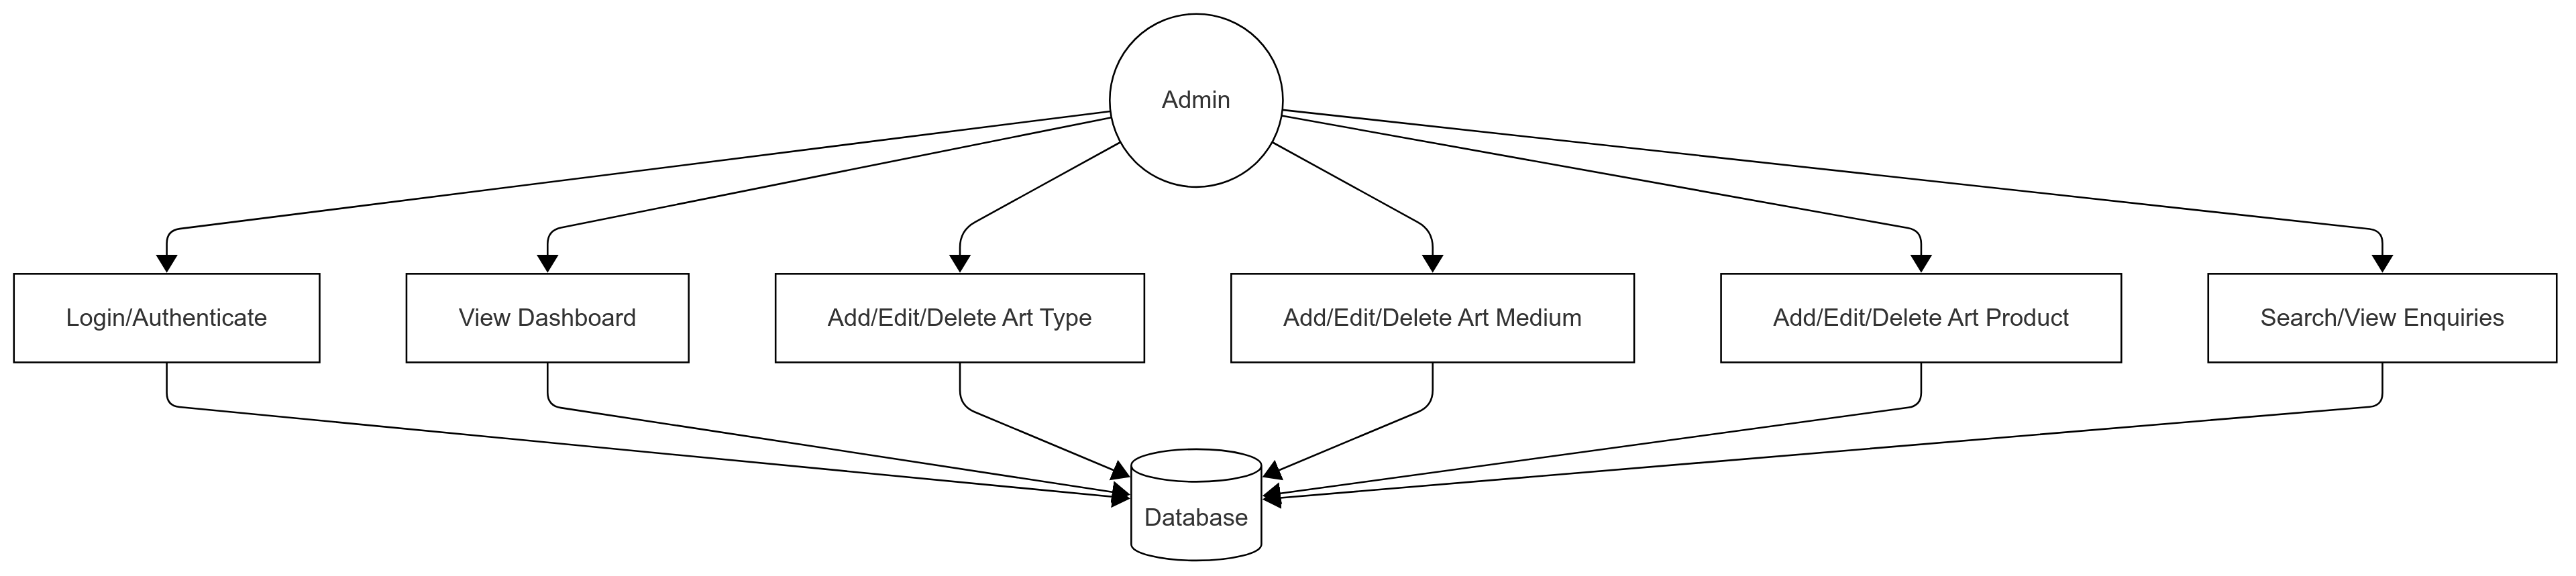 Admin
Login/Authenticate
View Dashboard
Add/Edit/Delete Art Type
Add/Edit/Delete Art Medium
Add/Edit/Delete Art Product
Search/View Enquiries
Database